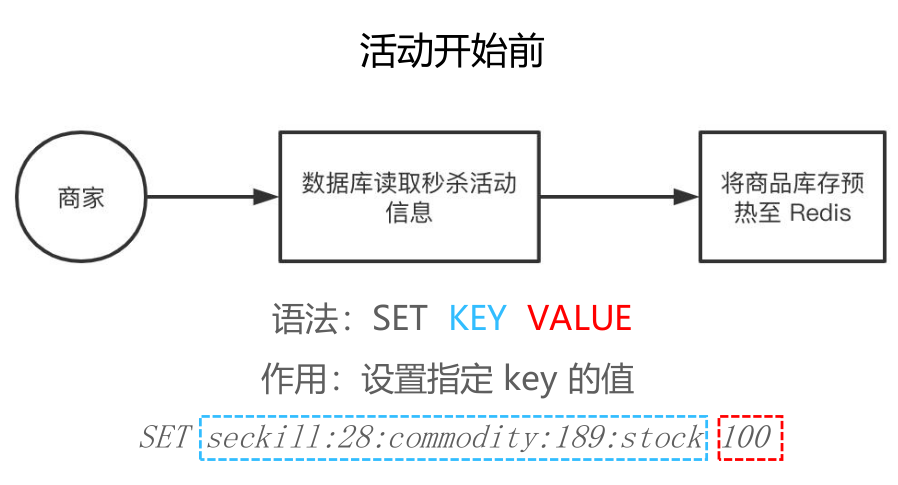 活动开始前
商家
数据库读取秒杀活动
信息
将商品库存预
热至 Redis
语法：SET KEY VALUE
作用：设置指定 key 的值
SET seckill:28:commodity:189:stock 100